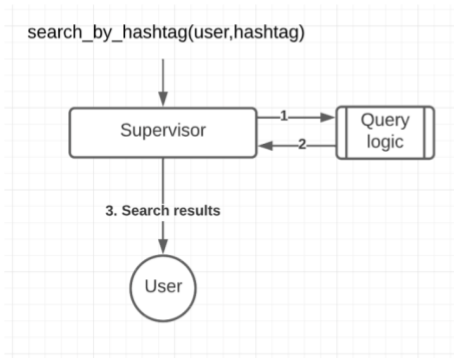 search_by_hashtag(user,hashtag)
Supervisor
1
Query
logic
2
3. Search results
User